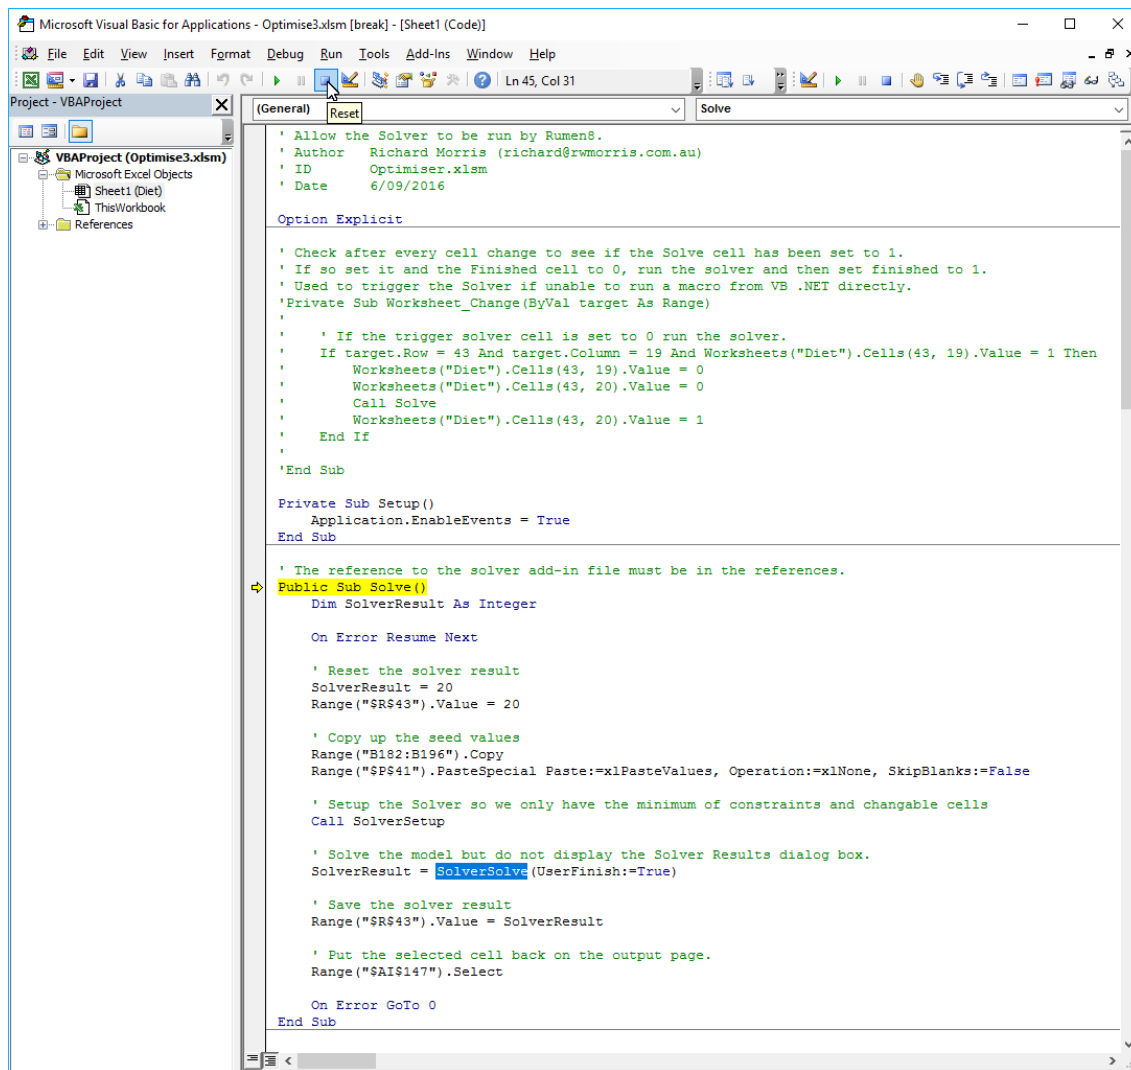 Microsoft Visual Basic for Applications - Optimise3.xlsm [break] - [Sheet1 (Code)]
File Edit View Insert Format Debug Run Tools Add-Ins Window Help
Ln 45, Col 31
Project - VBAProject
(General)
Solve
Reset
VBAProject (Optimise3.xlsm)
Microsoft Excel Objects
Sheet1 (Diet)
ThisWorkbook
References
' Allow the Solver to be run by Rumen8.
' Author   Richard Morris (richard@rwmorris.com.au)
' ID       Optimiser.xlsm
' Date     6/09/2016
Option Explicit
' Check after every cell change to see if the Solve cell has been set to 1.
' If so set it and the Finished cell to 0, run the solver and then set finished to 1.
' Used to trigger the Solver if unable to run a macro from VB .NET directly.
'Private Sub Worksheet_Change(ByVal target As Range)
'
'    ' If the trigger solver cell is set to 0 run the solver.
'    If target.Row = 43 And target.Column = 19 And Worksheets("Diet").Cells(43, 19).Value = 1 Then
'        Worksheets("Diet").Cells(43, 19).Value = 0
'        Worksheets("Diet").Cells(43, 20).Value = 0
'        Call Solve
'        Worksheets("Diet").Cells(43, 20).Value = 1
'    End If
'
'End Sub
Private Sub Setup()
    Application.EnableEvents = True
End Sub
' The reference to the solver add-in file must be in the references.
Public Sub Solve()
    Dim SolverResult As Integer
    On Error Resume Next
    ' Reset the solver result
    SolverResult = 20
    Range("$R$43").Value = 20
    ' Copy up the seed values
    Range("B182:B196").Copy
    Range("$P$41").PasteSpecial Paste:=xlPasteValues, Operation:=xlNone, SkipBlanks:=False
    ' Setup the Solver so we only have the minimum of constraints and changable cells
    Call SolverSetup
    ' Solve the model but do not display the Solver Results dialog box.
    SolverResult = SolverSolve(UserFinish:=True)
    ' Save the solver result
    Range("$R$43").Value = SolverResult
    ' Put the selected cell back on the output page.
    Range("$AI$147").Select
    On Error GoTo 0
End Sub